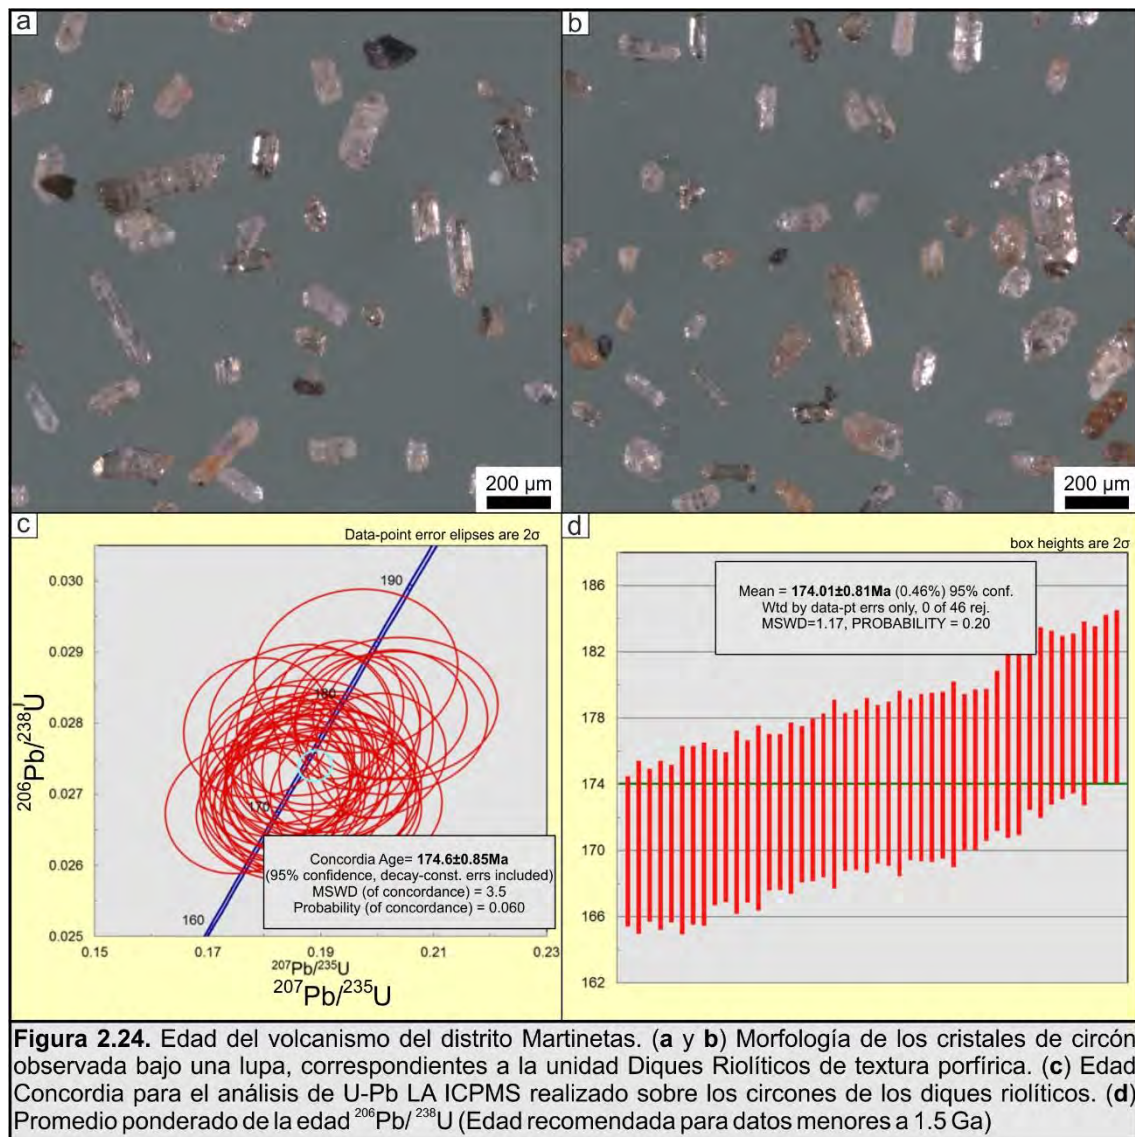 a
b
200 µm
200 µm
c
Data-point error elipses are 2σ
0.030
0.029
0.028
0.027
0.026
0.025
190
180
170
160
Concordia Age= 174.6±0.85Ma
(95% confidence, decay-const. errs included)
MSWD (of concordance) = 3.5
Probability (of concordance) = 0.060
0.15 0.17 0.19 0.21 0.23
²⁰⁷Pb/²³⁵U
²⁰⁷Pb/²³⁵U
²⁰⁶Pb/²³⁸U
d
box heights are 2σ
Mean = 174.01±0.81Ma (0.46%) 95% conf.
Wtd by data-pt errs only, 0 of 46 rej.
MSWD=1.17, PROBABILITY = 0.20
186
182
178
174
170
166
162
Figura 2.24. Edad del volcanismo del distrito Martinetas. (a y b) Morfología de los cristales de circón
observada bajo una lupa, correspondientes a la unidad Diques Riolíticos de textura porfírica. (c) Edad
Concordia para el análisis de U-Pb LA ICPMS realizado sobre los circones de los diques riolíticos. (d)
Promedio ponderado de la edad ²⁰⁶Pb/ ²³⁸U (Edad recomendada para datos menores a 1.5 Ga)